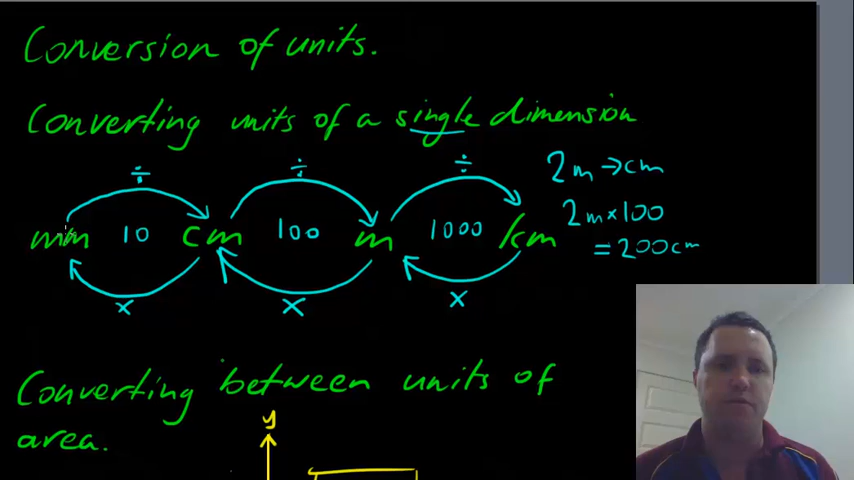 Conversion of units.
Converting units of a single dimension
÷ ÷ ÷
mm 10 cm 100 m 1000 km
x x x
2m → cm
2m x 100
= 200cm
Converting between units of
area.
y